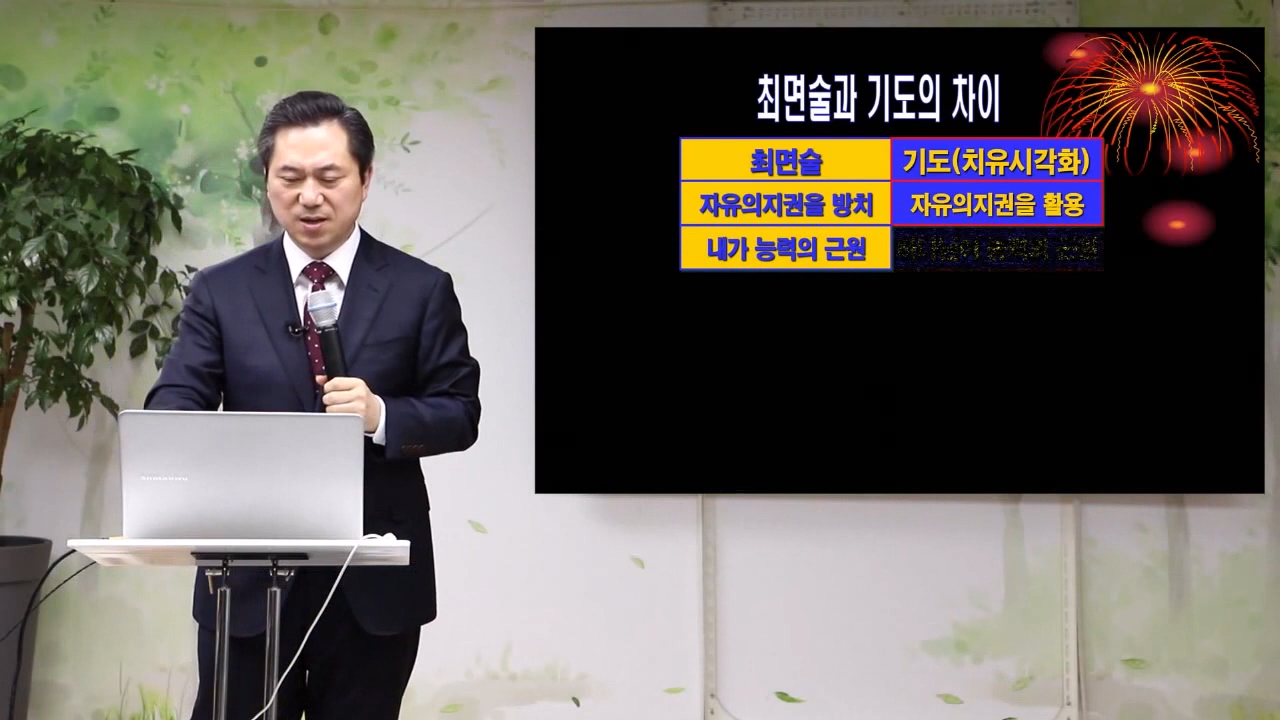 최면술과 기도의 차이
최면술 기도(치유시각화)
자유의지권을 방치 자유의지권을 활용
내가 능력의 근원
SAMSUNG